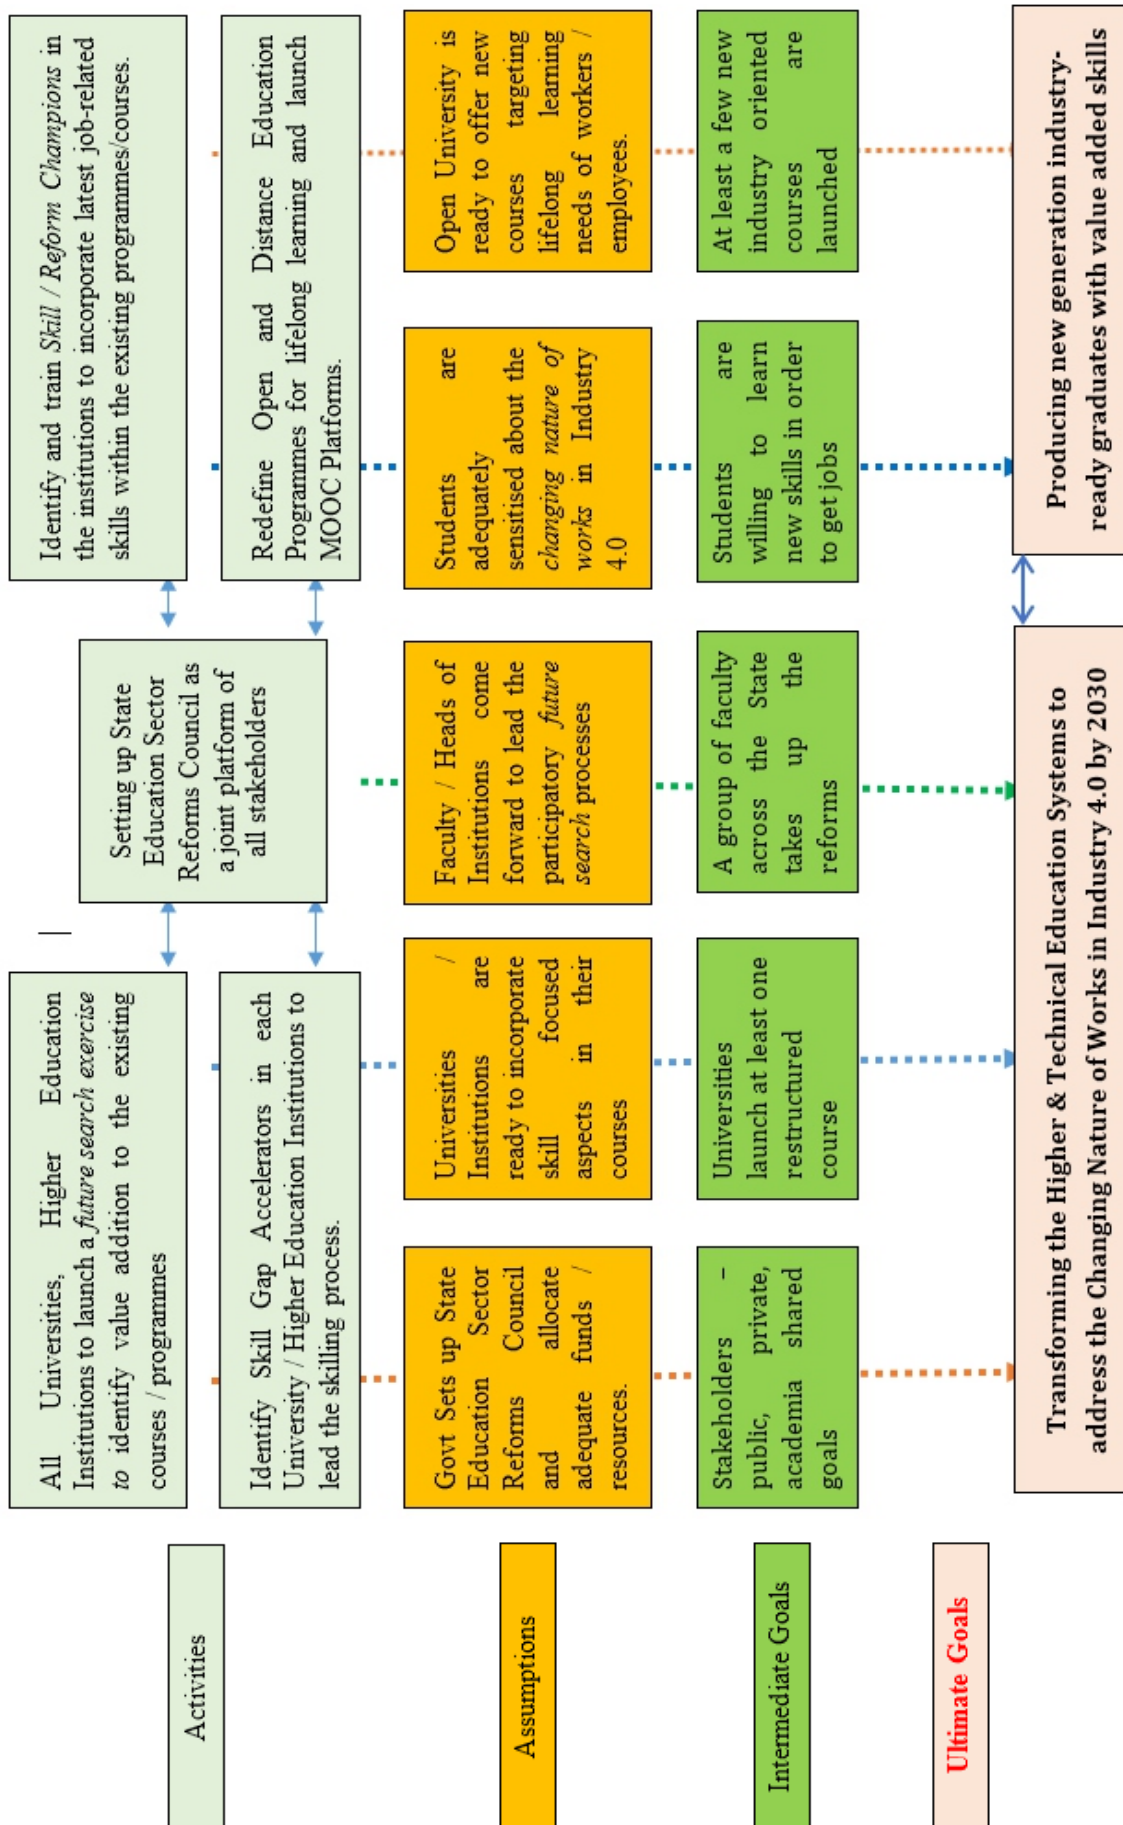 Activities
All Universities, Higher Education
Institutions to launch a future search exercise
to identify value addition to the existing
courses / programmes
Setting up State
Education Sector
Reforms Council as
a joint platform of
all stakeholders
Identify and train Skill / Reform Champions in
the institutions to incorporate latest job-related
skills within the existing programmes/courses.
Identify Skill Gap Accelerators in each
University / Higher Education Institutions to
lead the skilling process.
Redefine Open and Distance Education
Programmes for lifelong learning and launch
MOOC Platforms.
Assumptions
Govt Sets up State
Education Sector
Reforms Council
and allocate
adequate funds /
resources.
Universities /
Institutions are
ready to incorporate
skill focused
aspects in their
courses
Faculty / Heads of
Institutions come
forward to lead the
participatory future
search processes
Students are
adequately
sensitised about the
changing nature of
works in Industry
4.0
Open University is
ready to offer new
courses targeting
lifelong learning
needs of workers /
employees.
Intermediate Goals
Stakeholders –
public, private,
academia shared
goals
Universities
launch at least one
restructured
course
A group of faculty
across the State
takes up the
reforms
Students are
willing to learn
new skills in order
to get jobs
At least a few new
industry oriented
courses are
launched
Ultimate Goals
Transforming the Higher & Technical Education Systems to
address the Changing Nature of Works in Industry 4.0 by 2030
Producing new generation industry-
ready graduates with value added skills